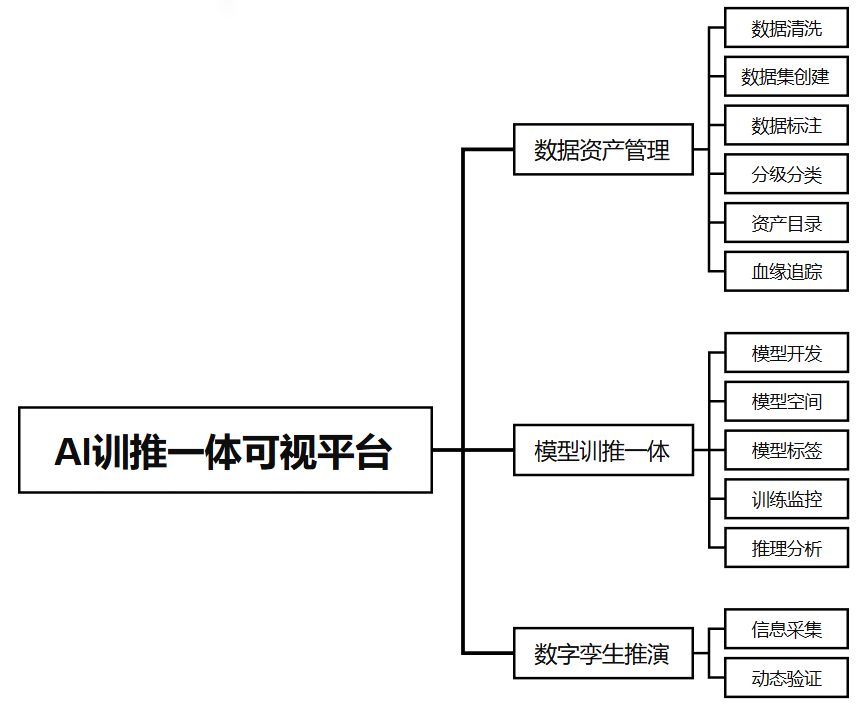 AI训推一体可视平台
数据资产管理
数据清洗
数据集创建
数据标注
分级分类
资产目录
血缘追踪
模型训推一体
模型开发
模型空间
模型标签
训练监控
推理分析
数字孪生推演
信息采集
动态验证